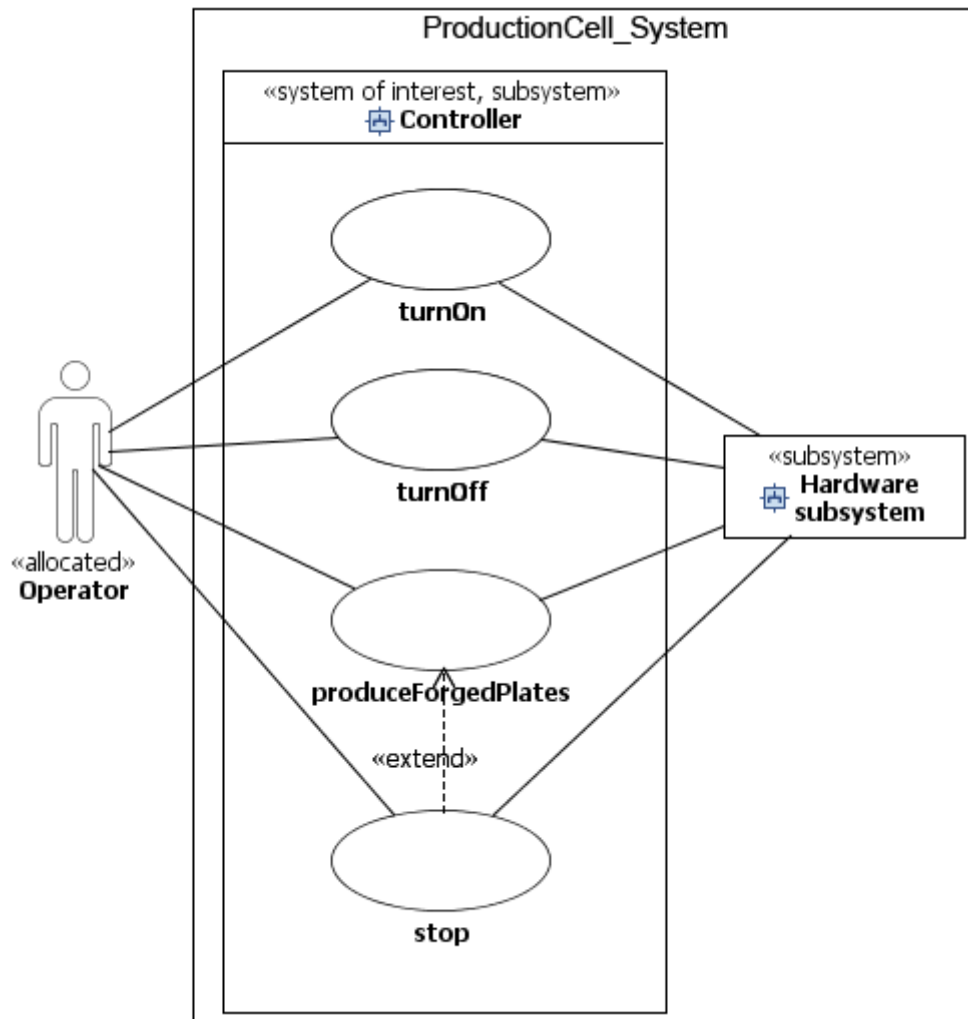 ProductionCell_System
«system of interest, subsystem»
Controller
turnOn
turnOff
«subsystem»
Hardware
subsystem
«allocated»
Operator
produceForgedPlates
«extend»
stop